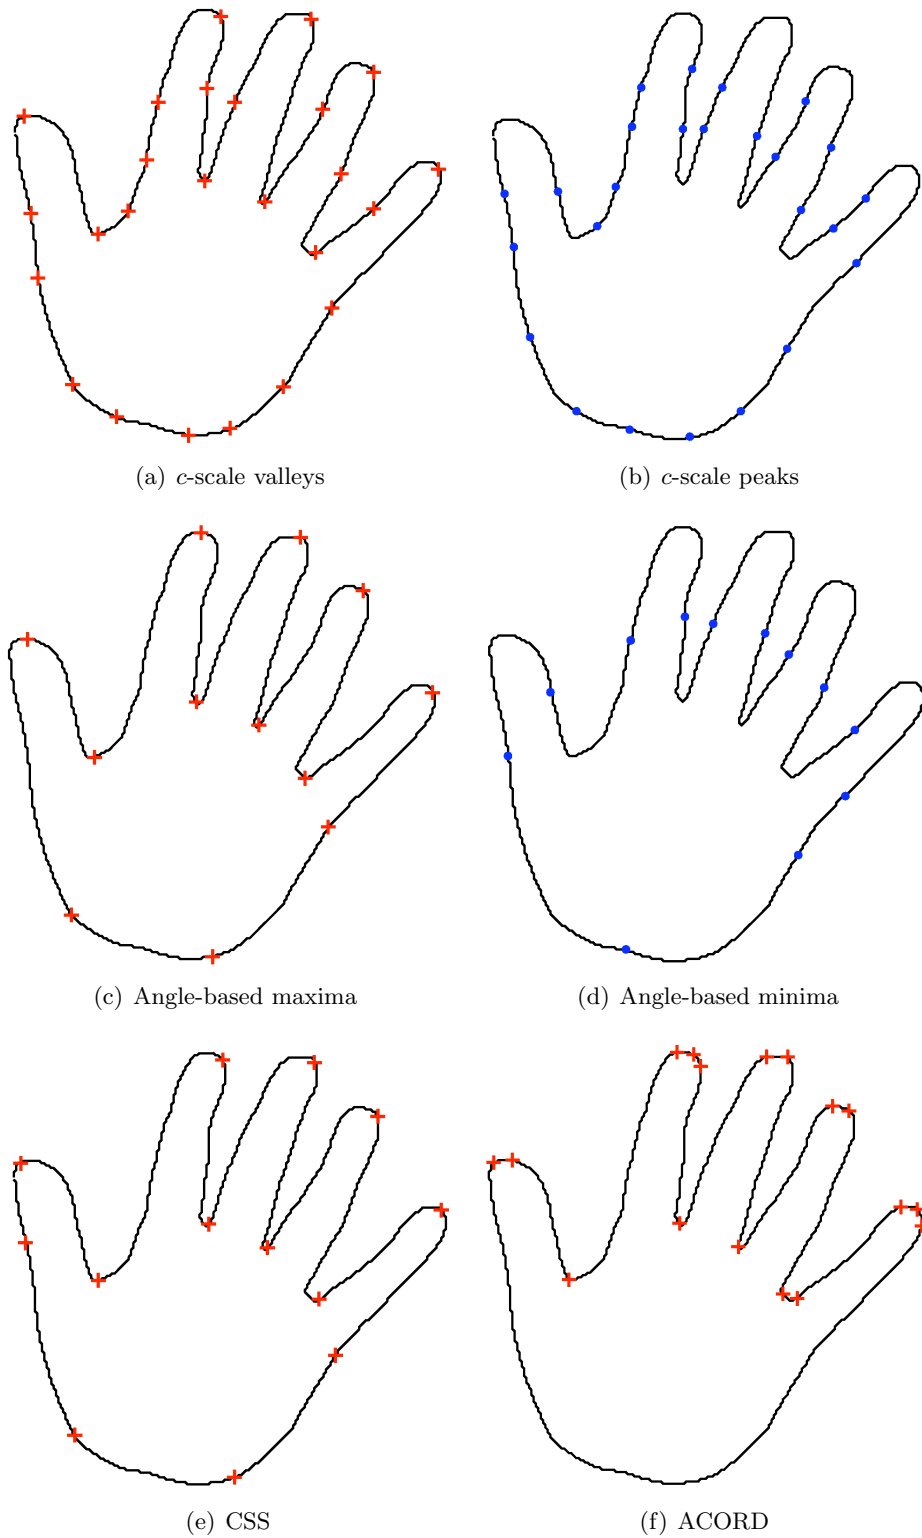 (a) c-scale valleys
(b) c-scale peaks
(c) Angle-based maxima
(d) Angle-based minima
(e) CSS
(f) ACORD